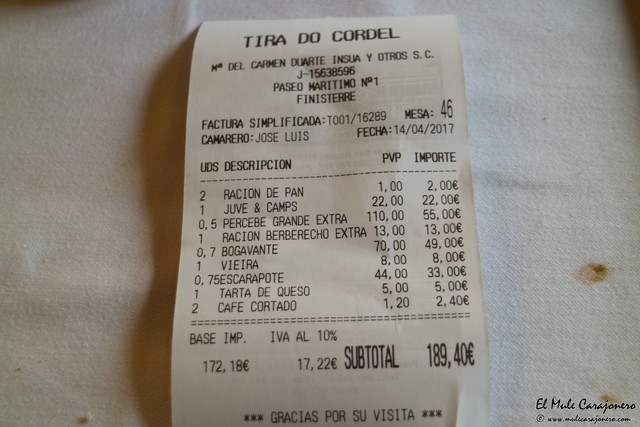 TIRA DO CORDEL
Mª DEL CARMEN DUARTE INSUA Y OTROS S.C.
J-15638596
PASEO MARITIMO Nº1
FINISTERRE
FACTURA SIMPLIFICADA:T001/16289 MESA: 46
CAMARERO:JOSE LUIS FECHA:14/04/2017
UDS DESCRIPCION PVP IMPORTE
2 RACION DE PAN 1,00 2,00€
1 JUVE & CAMPS 22,00 22,00€
0,5 PERCEBE GRANDE EXTRA 110,00 55,00€
1 RACION BERBERECHO EXTRA 13,00 13,00€
0,7 BOGAVANTE 70,00 49,00€
1 VIEIRA 8,00 8,00€
0,75ESCARAPOTE 44,00 33,00€
1 TARTA DE QUESO 5,00 5,00€
2 CAFE CORTADO 1,20 2,40€
BASE IMP. IVA AL 10%
172,18€ 17,22€ SUBTOTAL 189,40€
*** GRACIAS POR SU VISITA ***
El Mule Carajonero
© www.mulecarajonero.com